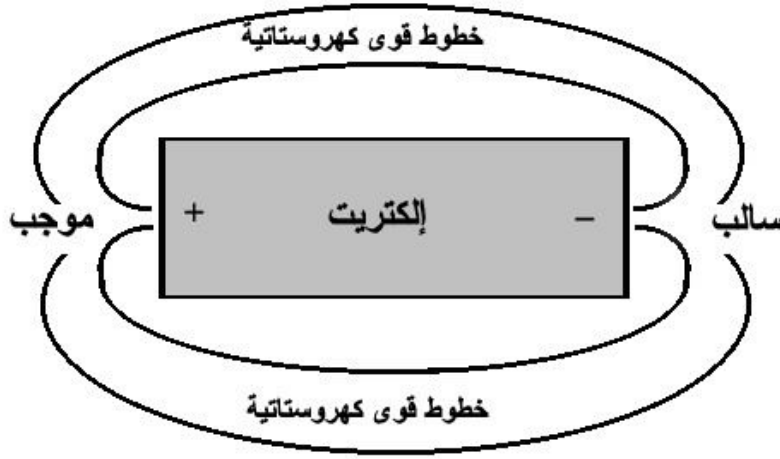 خطوط قوى كهروستاتية
إلكتريت
+
–
موجب
سالب
خطوط قوى كهروستاتية